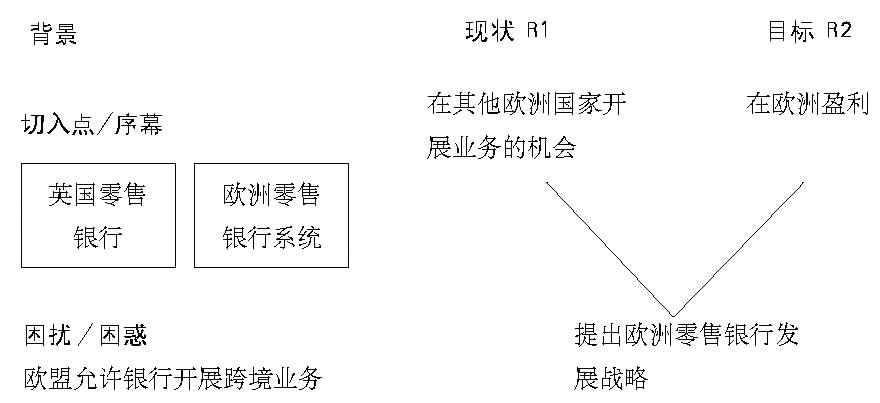 背景
现状 R1
目标 R2
在其他欧洲国家开
展业务的机会
在欧洲盈利
切入点/序幕
英国零售
银行
欧洲零售
银行系统
困扰/困惑
欧盟允许银行开展跨境业务
提出欧洲零售银行发
展战略